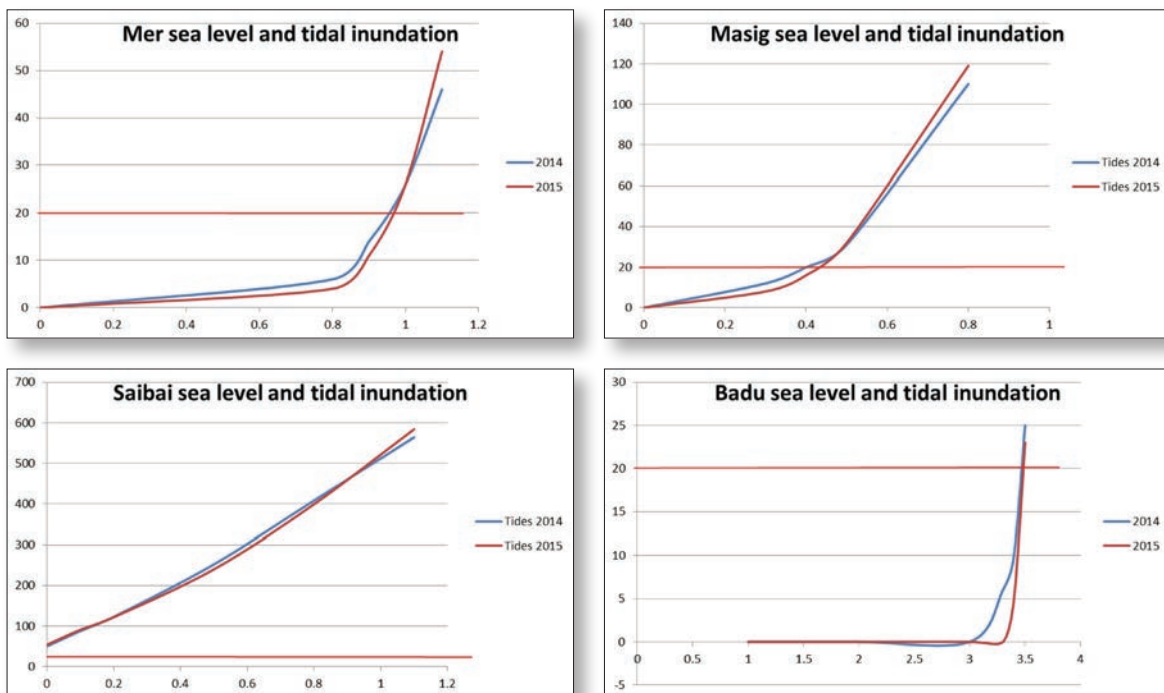 Mer sea level and tidal inundation
60
50
40
30
20
10
0
0 0.2 0.4 0.6 0.8 1 1.2
2014
2015
Masig sea level and tidal inundation
140
120
100
80
60
40
20
0
0 0.2 0.4 0.6 0.8 1
Tides 2014
Tides 2015
Saibai sea level and tidal inundation
700
600
500
400
300
200
100
0
0 0.2 0.4 0.6 0.8 1 1.2
Tides 2014
Tides 2015
Badu sea level and tidal inundation
30
25
20
15
10
5
0
-5
0 0.5 1 1.5 2 2.5 3 3.5 4
2014
2015